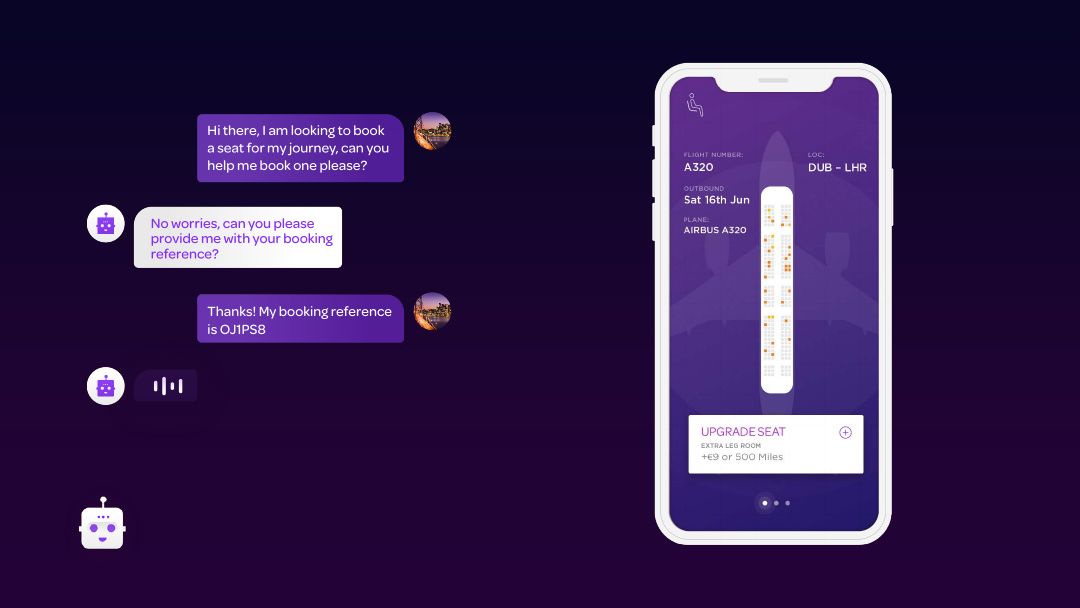 Hi there, I am looking to book
a seat for my journey, can you
help me book one please?
No worries, can you please
provide me with your booking
reference?
Thanks! My booking reference
is OJ1PS8
FLIGHT NUMBER:
A320
LOC:
DUB – LHR
OUTBOUND
Sat 16th Jun
PLANE:
AIRBUS A320
UPGRADE SEAT
EXTRA LEG ROOM
+€9 or 500 Miles